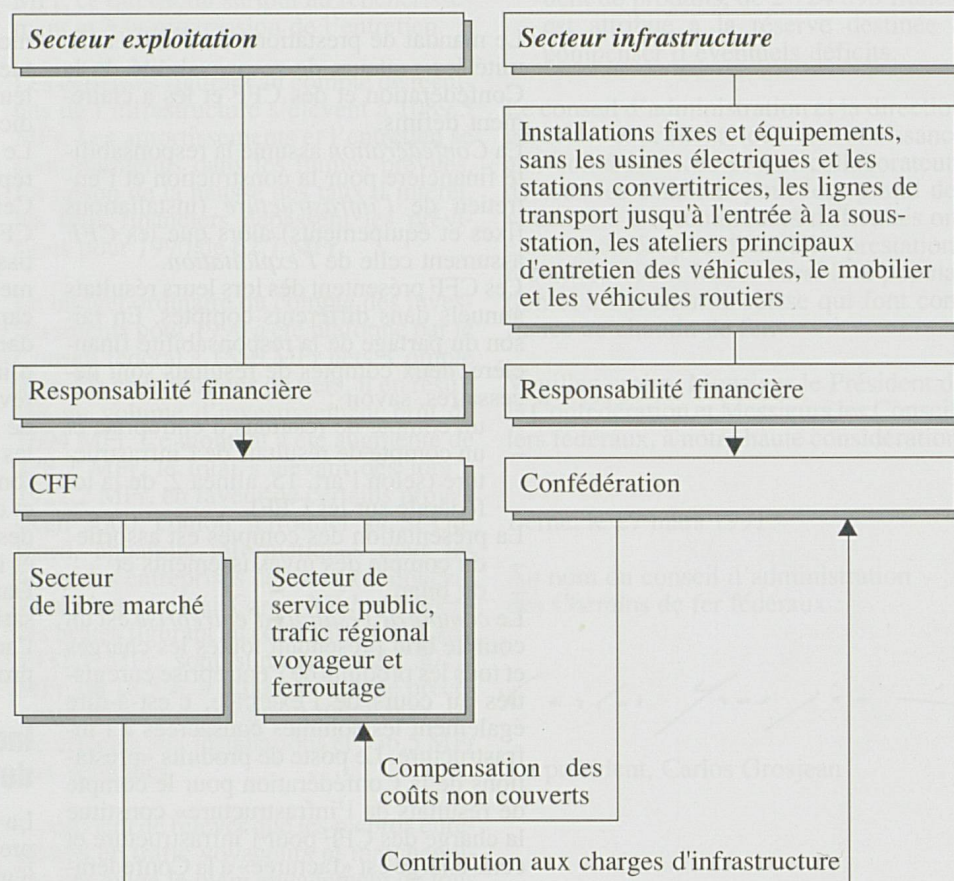 Secteur exploitation
Secteur infrastructure
Installations fixes et équipements,
sans les usines électriques et les
stations convertitrices, les lignes de
transport jusqu'à l'entrée à la sous-
station, les ateliers principaux
d'entretien des véhicules, le mobilier
et les véhicules routiers
Responsabilité financière
Responsabilité financière
CFF
Confédération
Secteur
de libre marché
Secteur de
service public,
trafic régional
voyageur et
ferroutage
Compensation des
coûts non couverts
Contribution aux charges d'infrastructure